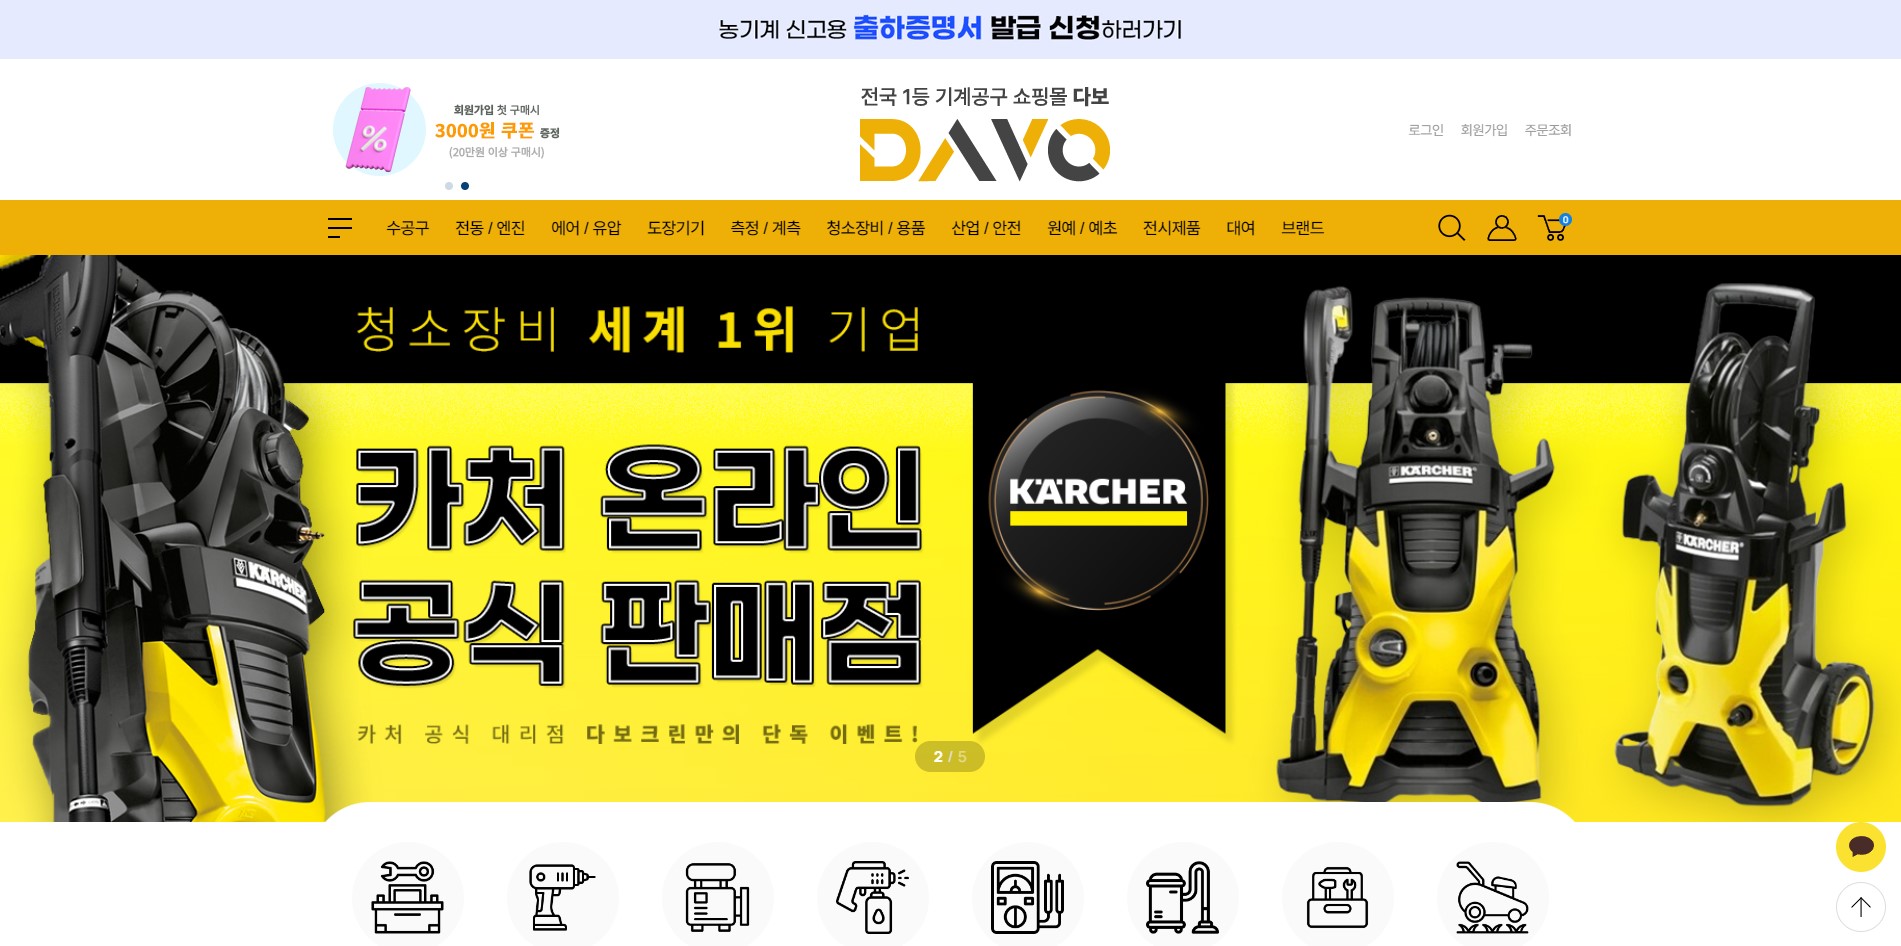 농기계 신고용 출하증명서 발급 신청하러가기
회원가입 첫 구매시
3000원 쿠폰 증정
(20만원 이상 구매시)
%
전국 1등 기계공구 쇼핑몰 다보
DAVO
로그인 회원가입 주문조회
수공구 전동 / 엔진 에어 / 유압 도장기기 측정 / 계측 청소장비 / 용품 산업 / 안전 원예 / 예초 전시제품 대여 브랜드
0
청소장비 세계 1위 기업
카처 온라인
공식 판매점
카처 공식 대리점 다보크린만의 단독 이벤트!
KÄRCHER
KÄRCHER
KÄRCHER
KÄRCHER
2 / 5